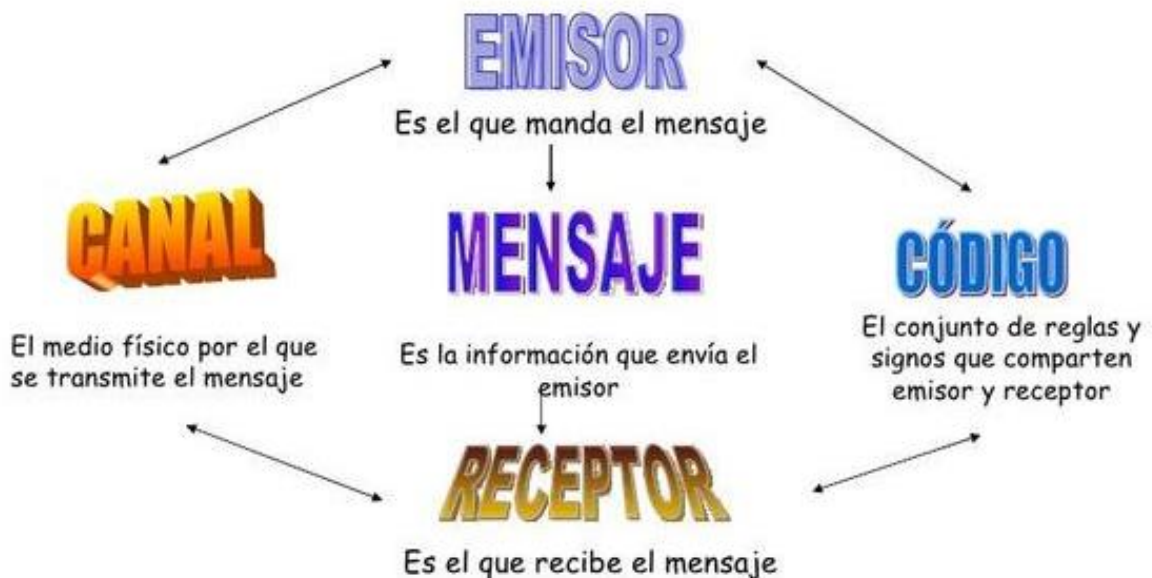 EMISOR
Es el que manda el mensaje
CANAL
El medio físico por el que
se transmite el mensaje
MENSAJE
Es la información que envía el
emisor
CÓDIGO
El conjunto de reglas y
signos que comparten
emisor y receptor
RECEPTOR
Es el que recibe el mensaje